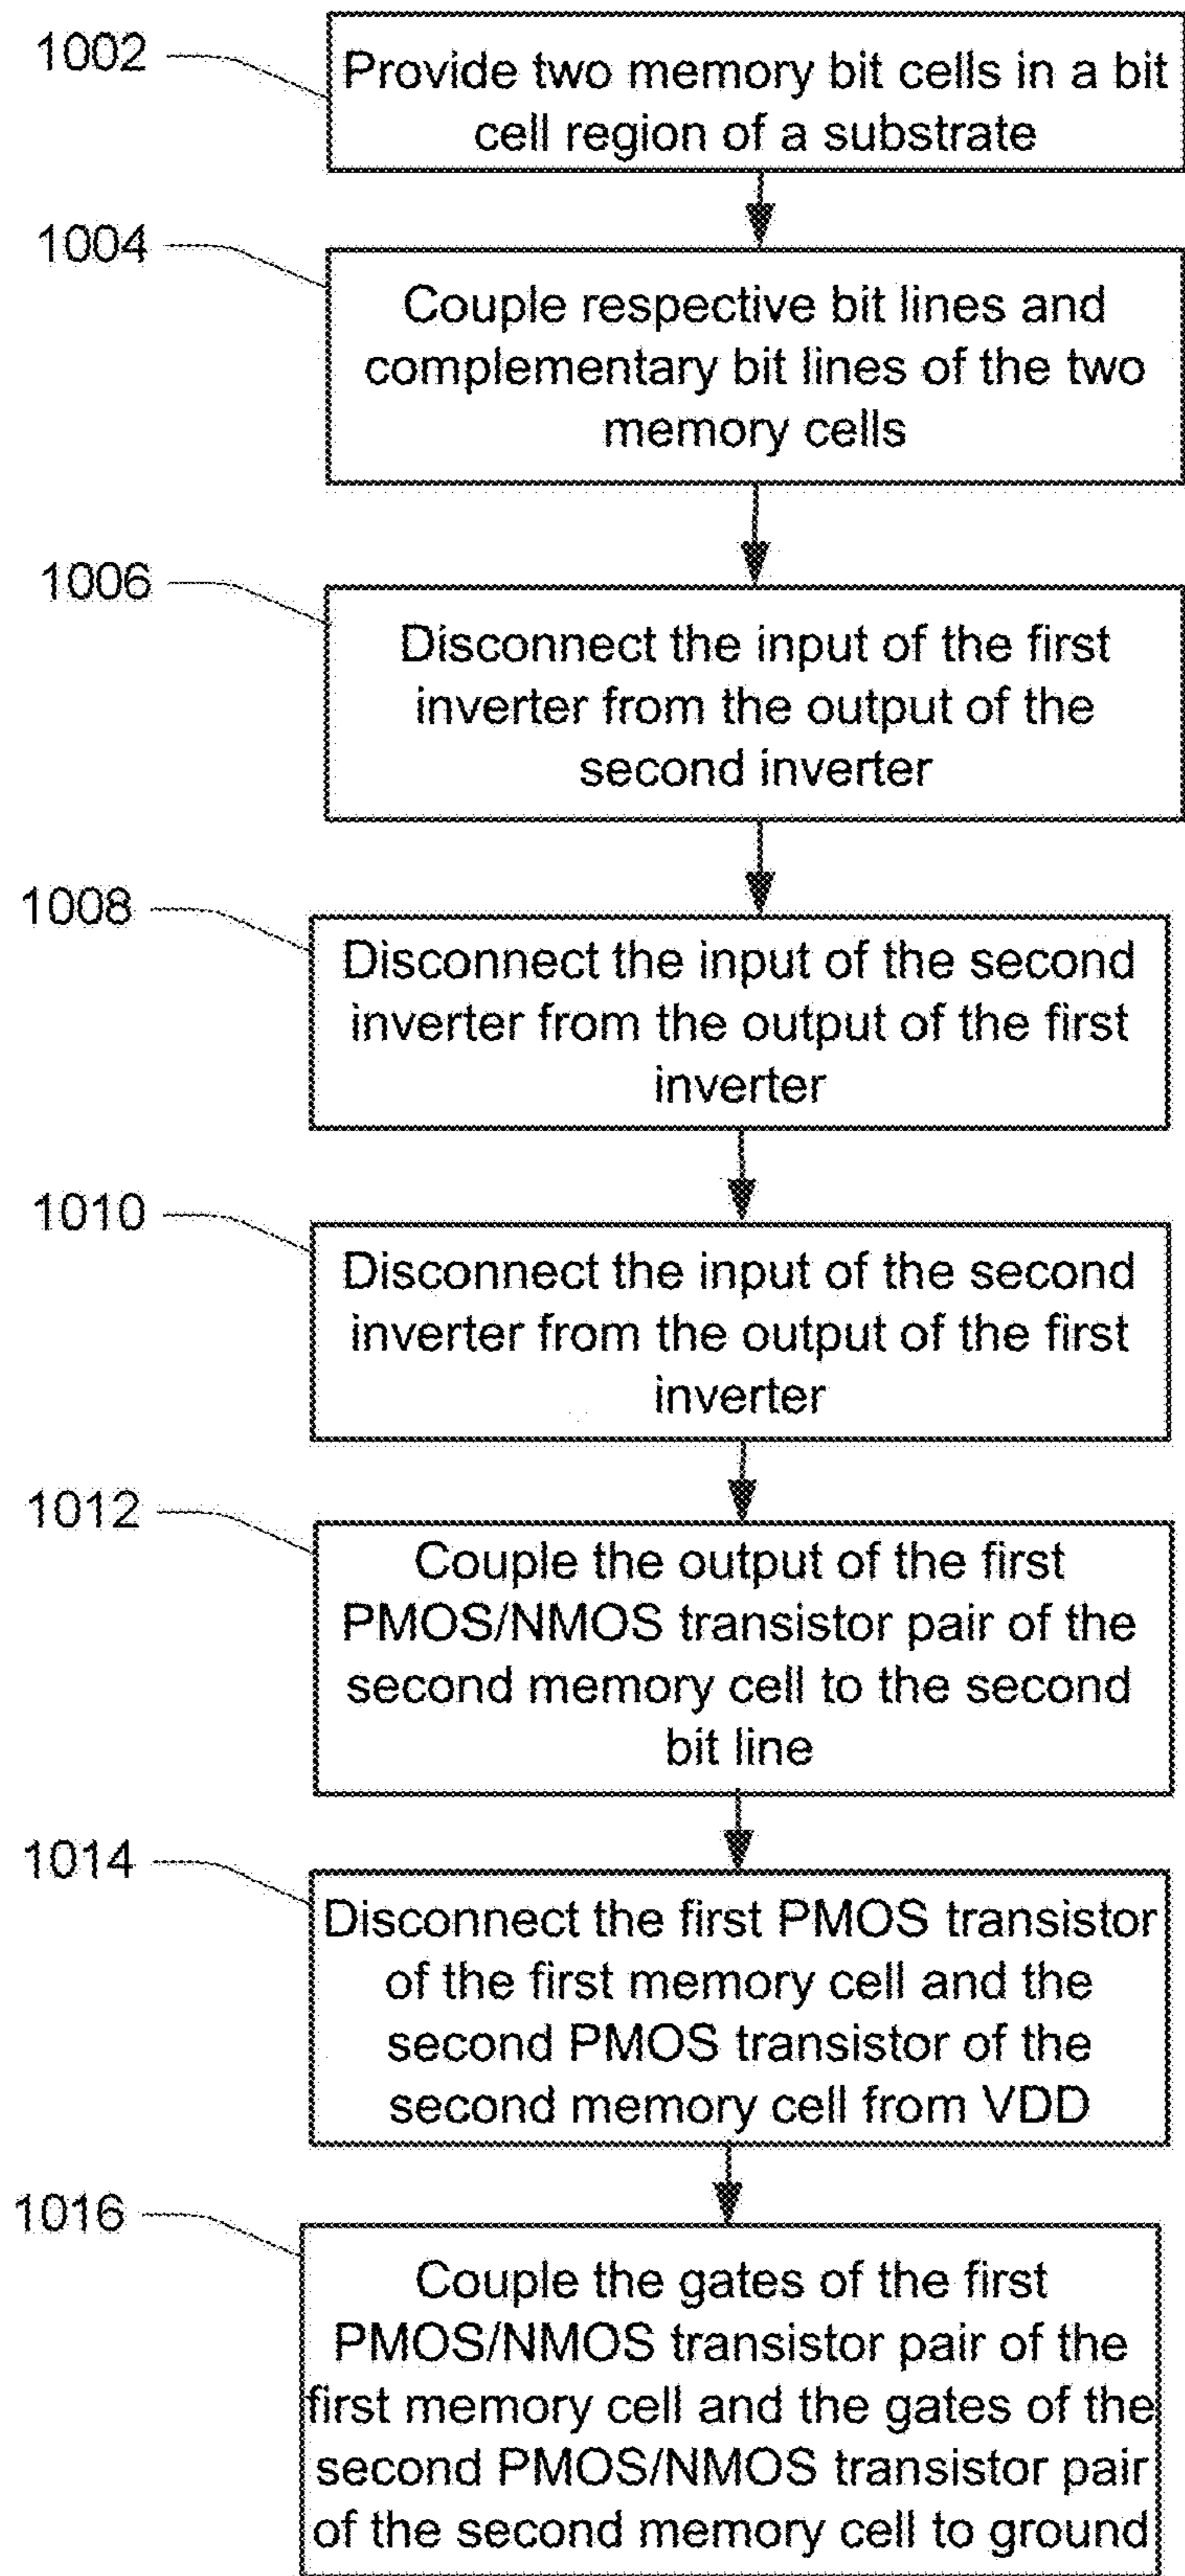 1002
Provide two memory bit cells in a bit
cell region of a substrate
1004
Couple respective bit lines and
complementary bit lines of the two
memory cells
1006
Disconnect the input of the first
inverter from the output of the
second inverter
1008
Disconnect the input of the second
inverter from the output of the first
inverter
1010
Disconnect the input of the second
inverter from the output of the first
inverter
1012
Couple the output of the first
PMOS/NMOS transistor pair of the
second memory cell to the second
bit line
1014
Disconnect the first PMOS transistor
of the first memory cell and the
second PMOS transistor of the
second memory cell from VDD
1016
Couple the gates of the first
PMOS/NMOS transistor pair of the
first memory cell and the gates of the
second PMOS/NMOS transistor pair
of the second memory cell to ground